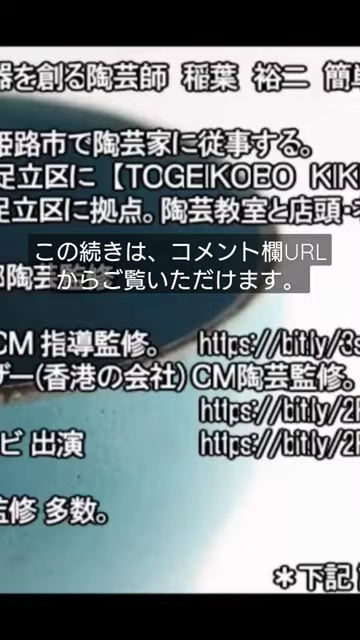 器を創る陶芸師 稲葉 裕二 簡単
姫路市で陶芸家に従事する。
足立区に【TOGEIKOBO KIKI
足立区に拠点。陶芸教室と店頭・
この続きは、コメント欄URL
からご覧いただけます。
陶芸
CM 指導監修。 https://bit.ly/3s
ザー(香港の会社) CM陶芸監修。
https://bit.ly/2
ビ 出演 https://bit.ly/2
監修 多数。
＊下記